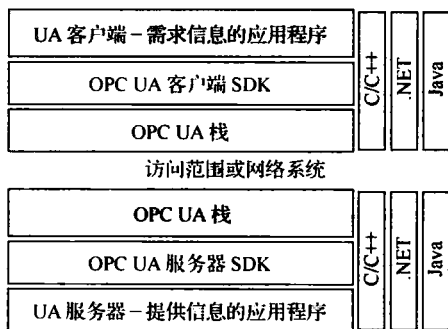 UA 客户端－需求信息的应用程序
OPC UA 客户端 SDK
OPC UA 栈
C/C++
.NET
Java
访问范围或网络系统
OPC UA 栈
OPC UA 服务器 SDK
UA 服务器－提供信息的应用程序
C/C++
.NET
Java